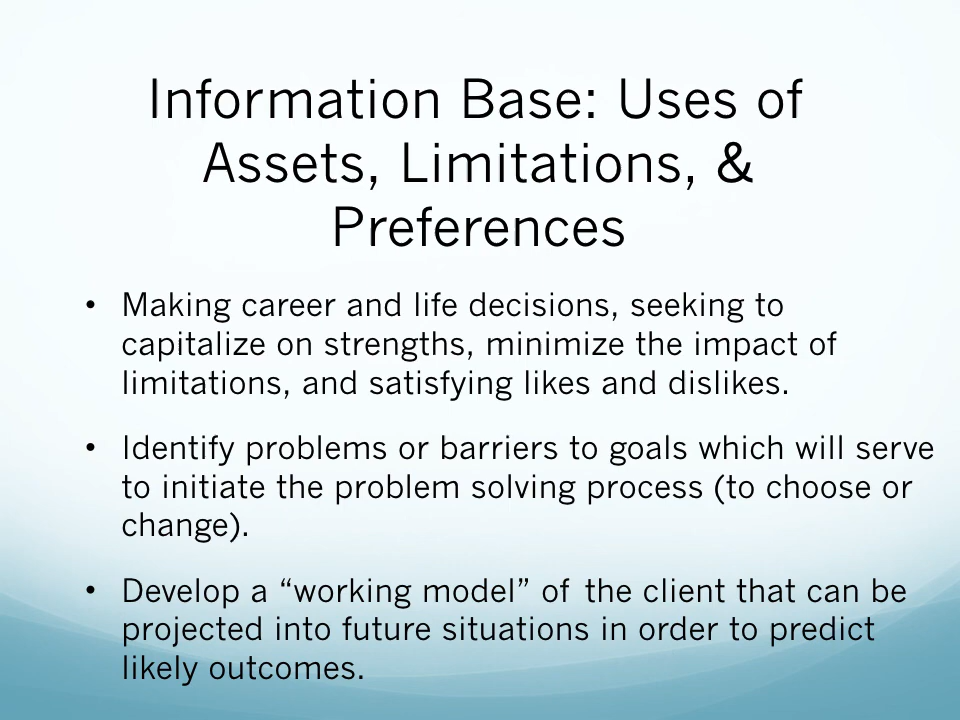 Information Base: Uses of
Assets, Limitations, &
Preferences
• Making career and life decisions, seeking to
capitalize on strengths, minimize the impact of
limitations, and satisfying likes and dislikes.
• Identify problems or barriers to goals which will serve
to initiate the problem solving process (to choose or
change).
• Develop a “working model” of the client that can be
projected into future situations in order to predict
likely outcomes.